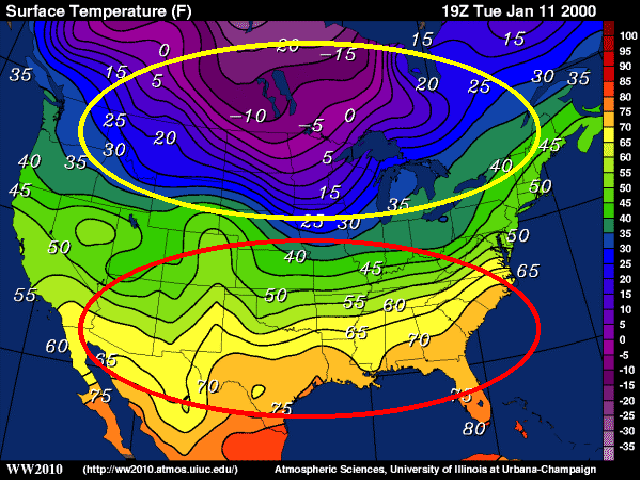 Surface Temperature (F) 19Z Tue Jan 11 2000
20 15 15
0 -15
35 15 5 20 25 30 35
-10 0
25 -5
20
30 5 45
40 35 40
45 15 35 50
25 30 50
50 40 45 65
55 50 55 60
60 65 65 70
75 70 75 75
80
100
95
90
85
80
75
70
65
60
55
50
45
40
35
30
25
20
15
10
5
0
-5
-10
-15
-20
-25
-30
-35
WW2010 (http://ww2010.atmos.uiuc.edu/) Atmospheric Sciences, University of Illinois at Urbana-Champaign